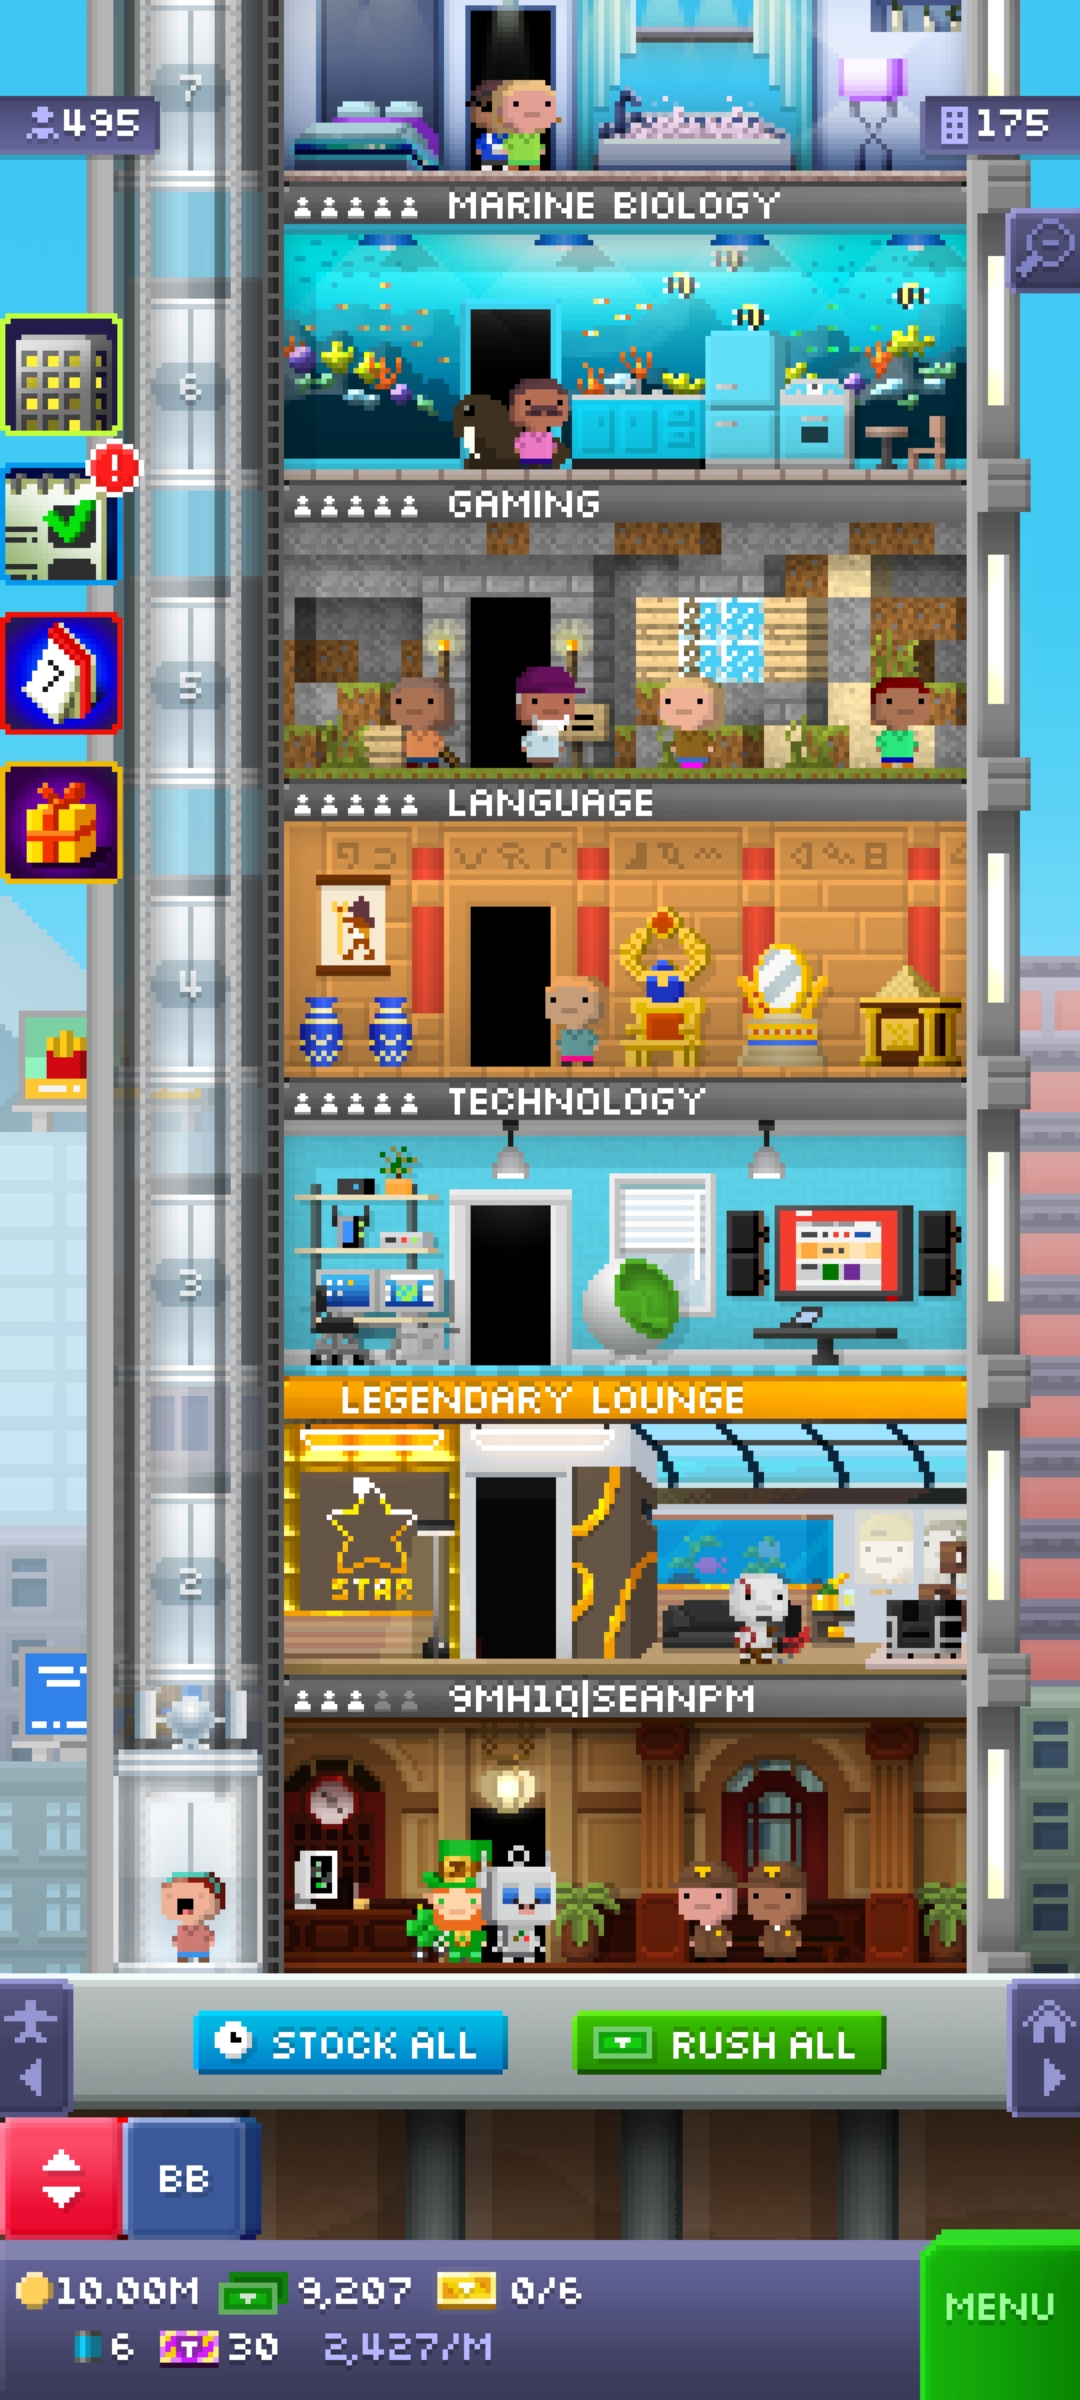 7
495
175
MARINE BIOLOGY
6
GAMING
5
LANGUAGE
4
TECHNOLOGY
3
LEGENDARY LOUNGE
STAR
2
9MH1Q|SEANPM
STOCK ALL
RUSH ALL
BB
10.00M 9,207 0/6
6 30 2,427/M
MENU